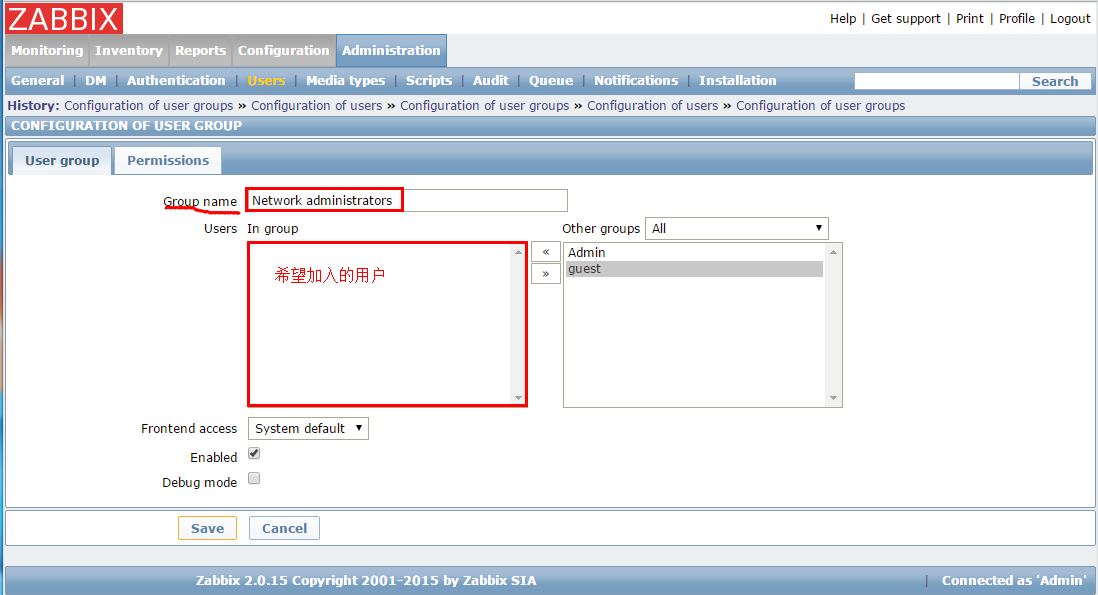 ZABBIX
Help | Get support | Print | Profile | Logout
Monitoring Inventory Reports Configuration Administration
General | DM | Authentication | Users | Media types | Scripts | Audit | Queue | Notifications | Installation Search
History: Configuration of user groups » Configuration of users » Configuration of user groups » Configuration of users » Configuration of user groups
CONFIGURATION OF USER GROUP
User group Permissions
Group name Network administrators
Users In group Other groups All
« Admin
» guest
希望加入的用户
Frontend access System default
Enabled
Debug mode
Save Cancel
Zabbix 2.0.15 Copyright 2001-2015 by Zabbix SIA | Connected as 'Admin'